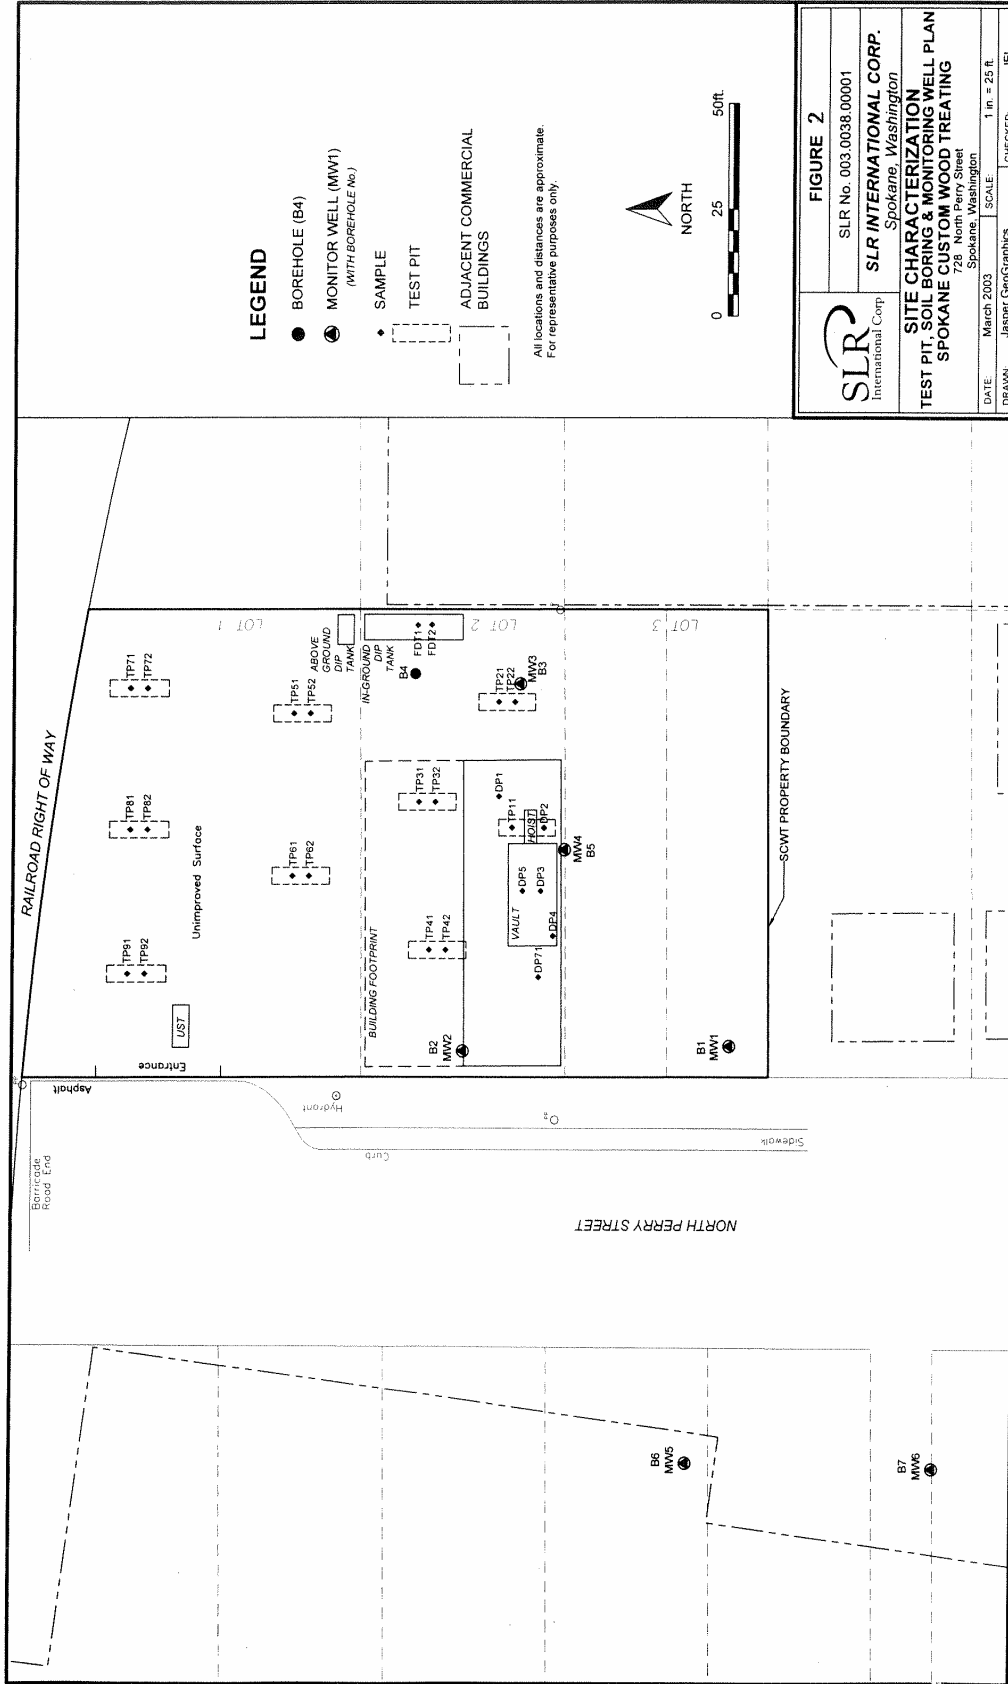 RAILROAD RIGHT OF WAY
Barricade
Road End
Asphalt
Entrance
UST
Unimproved Surface
TP91
TP92
TP81
TP82
TP71
TP72
TP61
TP62
TP51
TP52
LOT 1
ABOVE
GROUND
DIP
TANK
IN-GROUND
DIP
TANK
Hydrant
Curb
Sidewalk
BUILDING FOOTPRINT
TP41
TP42
TP31
TP32
B4
FDT1
FDT2
LOT 2
B2
MW2
TP21
TP22
MW3
B3
DP1
TP11
HOIST
DP2
VAULT
DP5
DP3
DP4
DP71
MW4
B5
LOT 3
B1
MW1
SCWT PROPERTY BOUNDARY
NORTH PERRY STREET
B6
MW5
B7
MW6
LEGEND
BOREHOLE (B4)
MONITOR WELL (MW1)
(WITH BOREHOLE No.)
SAMPLE
TEST PIT
ADJACENT COMMERCIAL
BUILDINGS
All locations and distances are approximate.
For representative purposes only.
NORTH
0 25 50ft.
SLR
International Corp
FIGURE 2
SLR No. 003.0038.00001
SLR INTERNATIONAL CORP.
Spokane, Washington
SITE CHARACTERIZATION
TEST PIT, SOIL BORING & MONITORING WELL PLAN
SPOKANE CUSTOM WOOD TREATING
728 North Perry Street
Spokane, Washington
DATE: March 2003 SCALE: 1 in. = 25 ft.
DRAWN: Jasper GeoGraphics CHECKED: